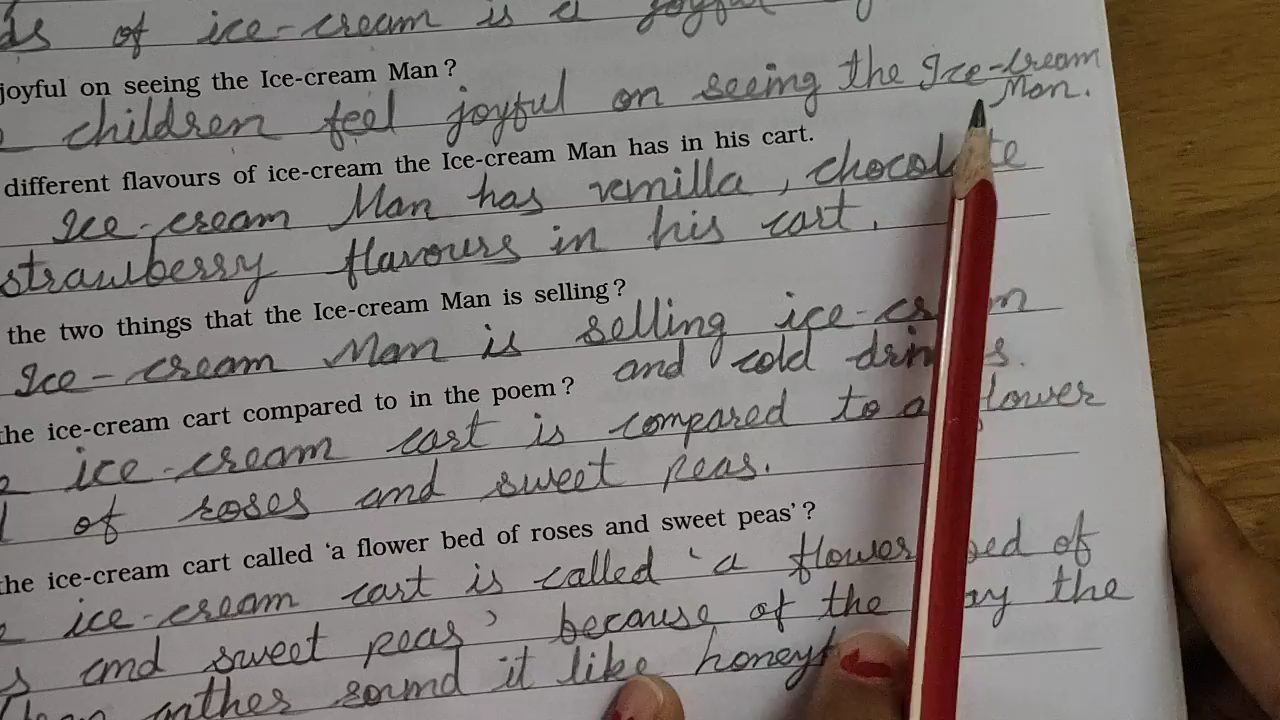 of ice-cream is a joyful
joyful on seeing the Ice-cream Man ?
children feel joyful on seeing the Ice-cream
Man.
different flavours of ice-cream the Ice-cream Man has in his cart.
Ice-cream Man has vernilla, chocolate
strawberry flavours in his cart.
the two things that the Ice-cream Man is selling ?
Ice-cream Man is selling ice-cream
and cold drinks.
the ice-cream cart compared to in the poem ?
ice-cream cart is compared to a flower
of roses and sweet peas.
the ice-cream cart called 'a flower bed of roses and sweet peas' ?
ice-cream cart is called 'a flower bed of
and sweet peas' because of the the
gather sound it like